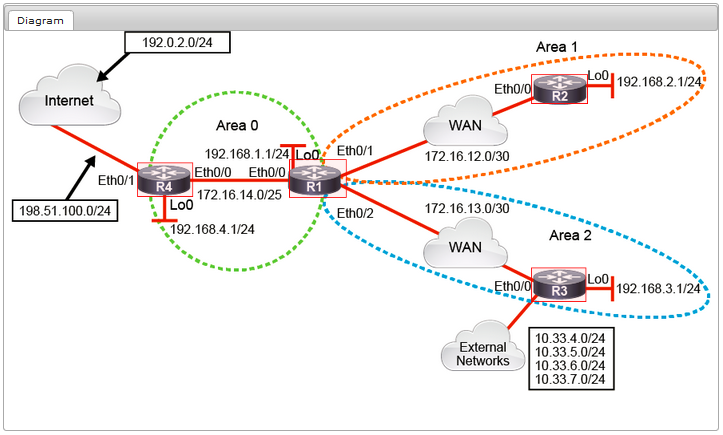 Diagram
192.0.2.0/24
Internet
198.51.100.0/24
Area 0
192.168.1.1/24
Lo0
Eth0/1
Eth0/0
Eth0/0
R4
R1
172.16.14.0/25
Lo0
192.168.4.1/24
Eth0/1
Eth0/2
Area 1
Eth0/0
Lo0
R2
192.168.2.1/24
WAN
172.16.12.0/30
172.16.13.0/30
Area 2
WAN
Eth0/0
Lo0
R3
192.168.3.1/24
External
Networks
10.33.4.0/24
10.33.5.0/24
10.33.6.0/24
10.33.7.0/24